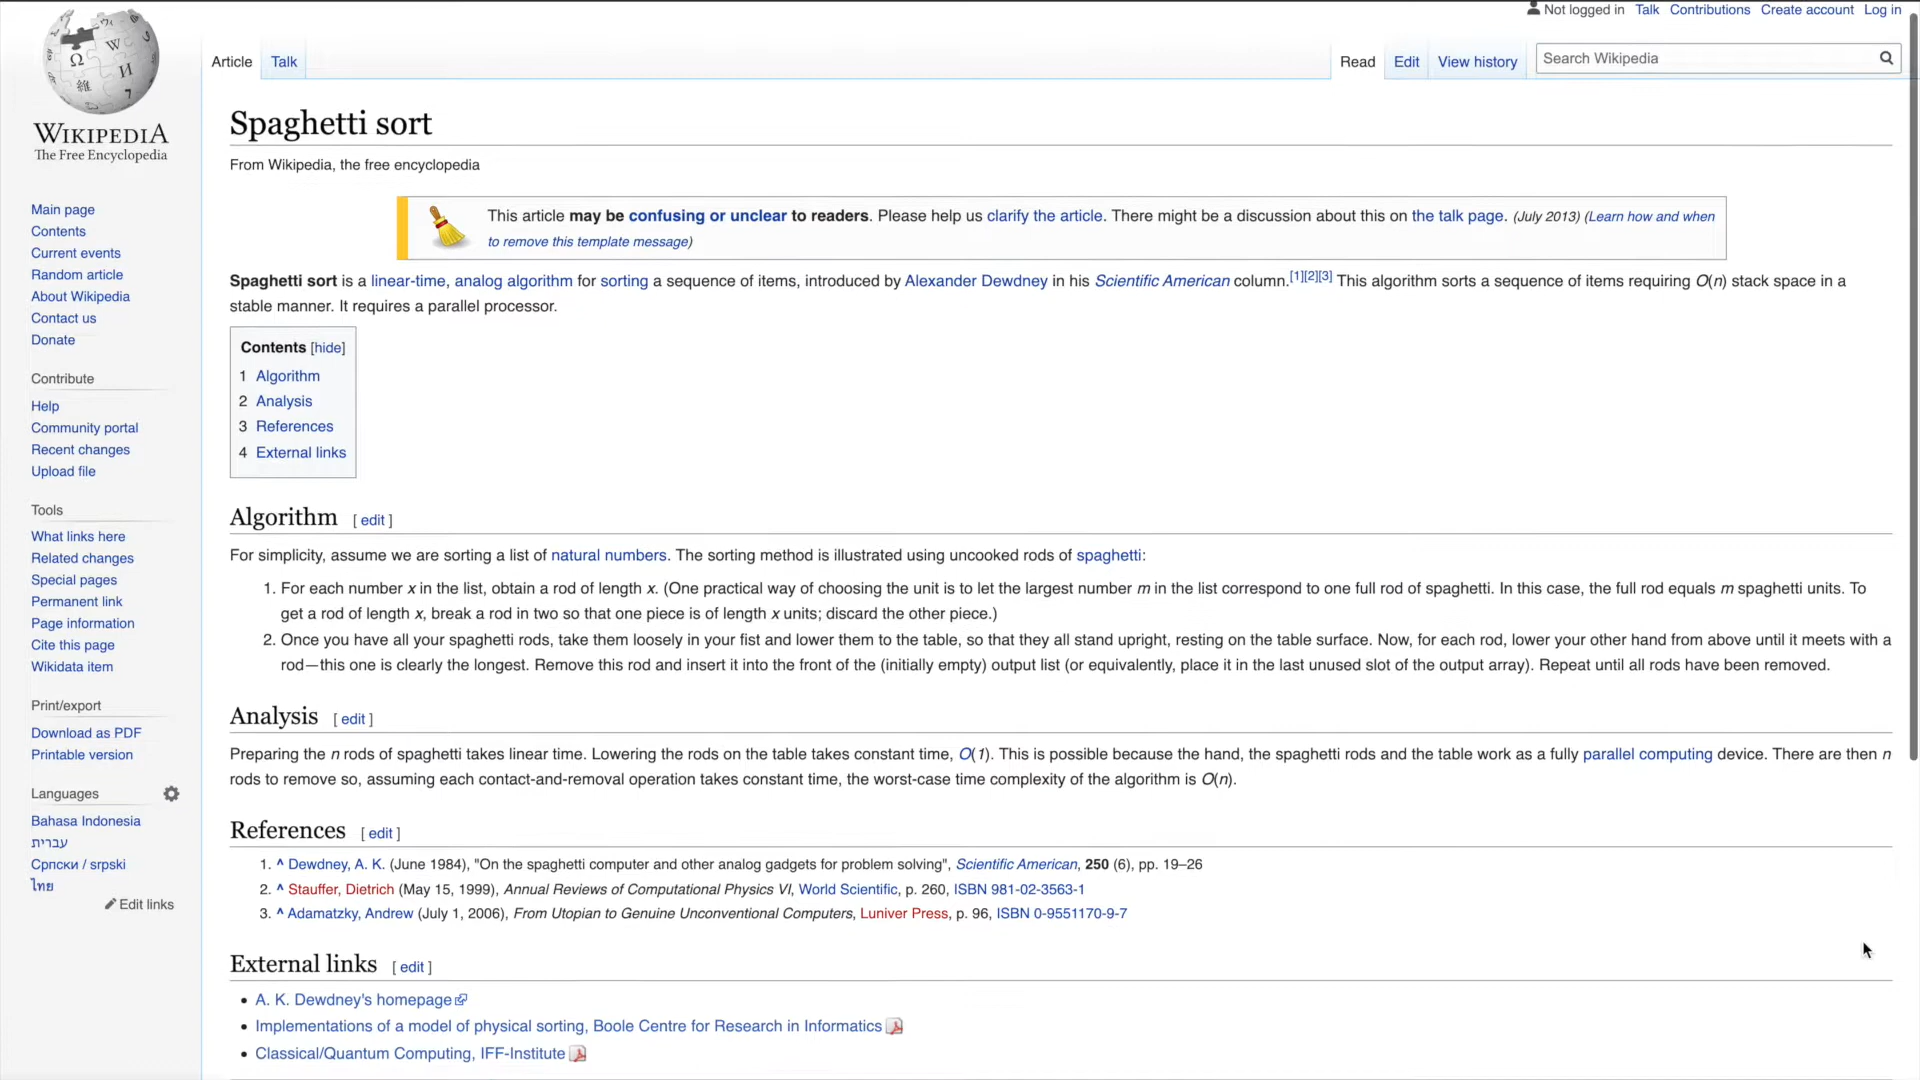 Not logged in Talk Contributions Create account Log in
Article Talk Read Edit View history Search Wikipedia
WIKIPEDIA
The Free Encyclopedia
Main page
Contents
Current events
Random article
About Wikipedia
Contact us
Donate
Contribute
Help
Community portal
Recent changes
Upload file
Tools
What links here
Related changes
Special pages
Permanent link
Page information
Cite this page
Wikidata item
Print/export
Download as PDF
Printable version
Languages
Bahasa Indonesia
עברית
Српски / srpski
ไทย
Edit links
Spaghetti sort
From Wikipedia, the free encyclopedia
This article may be confusing or unclear to readers. Please help us clarify the article. There might be a discussion about this on the talk page. (July 2013) (Learn how and when
to remove this template message)
Spaghetti sort is a linear-time, analog algorithm for sorting a sequence of items, introduced by Alexander Dewdney in his Scientific American column.[1][2][3] This algorithm sorts a sequence of items requiring O(n) stack space in a
stable manner. It requires a parallel processor.
Contents [hide]
1 Algorithm
2 Analysis
3 References
4 External links
Algorithm [ edit ]
For simplicity, assume we are sorting a list of natural numbers. The sorting method is illustrated using uncooked rods of spaghetti:
1. For each number x in the list, obtain a rod of length x. (One practical way of choosing the unit is to let the largest number m in the list correspond to one full rod of spaghetti. In this case, the full rod equals m spaghetti units. To
get a rod of length x, break a rod in two so that one piece is of length x units; discard the other piece.)
2. Once you have all your spaghetti rods, take them loosely in your fist and lower them to the table, so that they all stand upright, resting on the table surface. Now, for each rod, lower your other hand from above until it meets with a
rod—this one is clearly the longest. Remove this rod and insert it into the front of the (initially empty) output list (or equivalently, place it in the last unused slot of the output array). Repeat until all rods have been removed.
Analysis [ edit ]
Preparing the n rods of spaghetti takes linear time. Lowering the rods on the table takes constant time, O(1). This is possible because the hand, the spaghetti rods and the table work as a fully parallel computing device. There are then n
rods to remove so, assuming each contact-and-removal operation takes constant time, the worst-case time complexity of the algorithm is O(n).
References [ edit ]
1. ^ Dewdney, A. K. (June 1984), "On the spaghetti computer and other analog gadgets for problem solving", Scientific American, 250 (6), pp. 19–26
2. ^ Stauffer, Dietrich (May 15, 1999), Annual Reviews of Computational Physics VI, World Scientific, p. 260, ISBN 981-02-3563-1
3. ^ Adamatzky, Andrew (July 1, 2006), From Utopian to Genuine Unconventional Computers, Luniver Press, p. 96, ISBN 0-9551170-9-7
External links [ edit ]
• A. K. Dewdney's homepage
• Implementations of a model of physical sorting, Boole Centre for Research in Informatics
• Classical/Quantum Computing, IFF-Institute